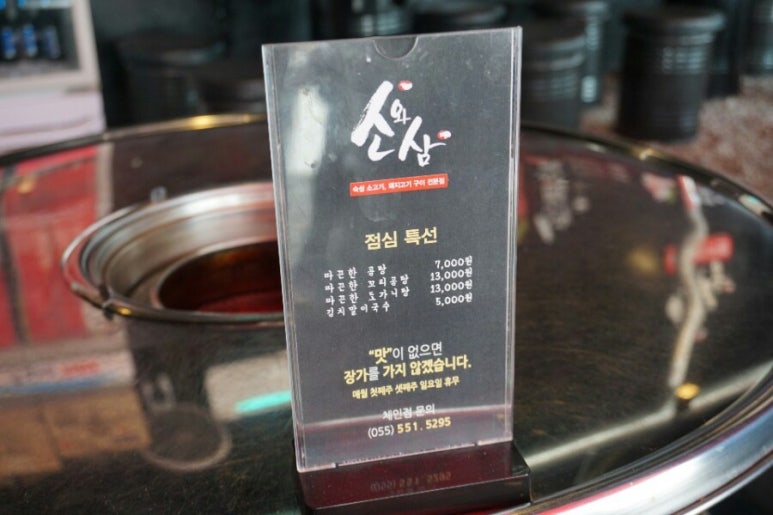 소와삼
숙성 소고기, 돼지고기 구이 전문점
점심 특선
따끈한 곰탕 7,000원
따끈한 꼬리곰탕 13,000원
따끈한 도가니탕 13,000원
김치말이국수 5,000원
"맛"이 없으면
장가를 가지 않겠습니다.
매월 첫째주 셋째주 일요일 휴무
체인점 문의
(055) 551. 5295